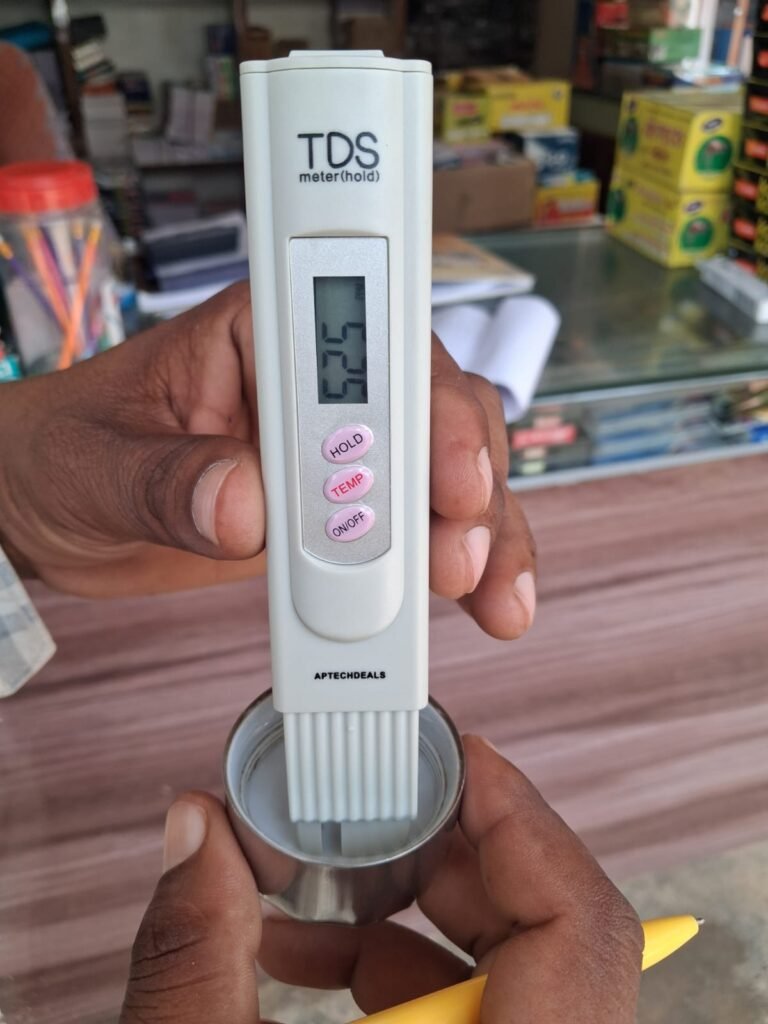 TDS
meter(hold)
HOLD
TEMP
ON/OFF
APTECHDEALS